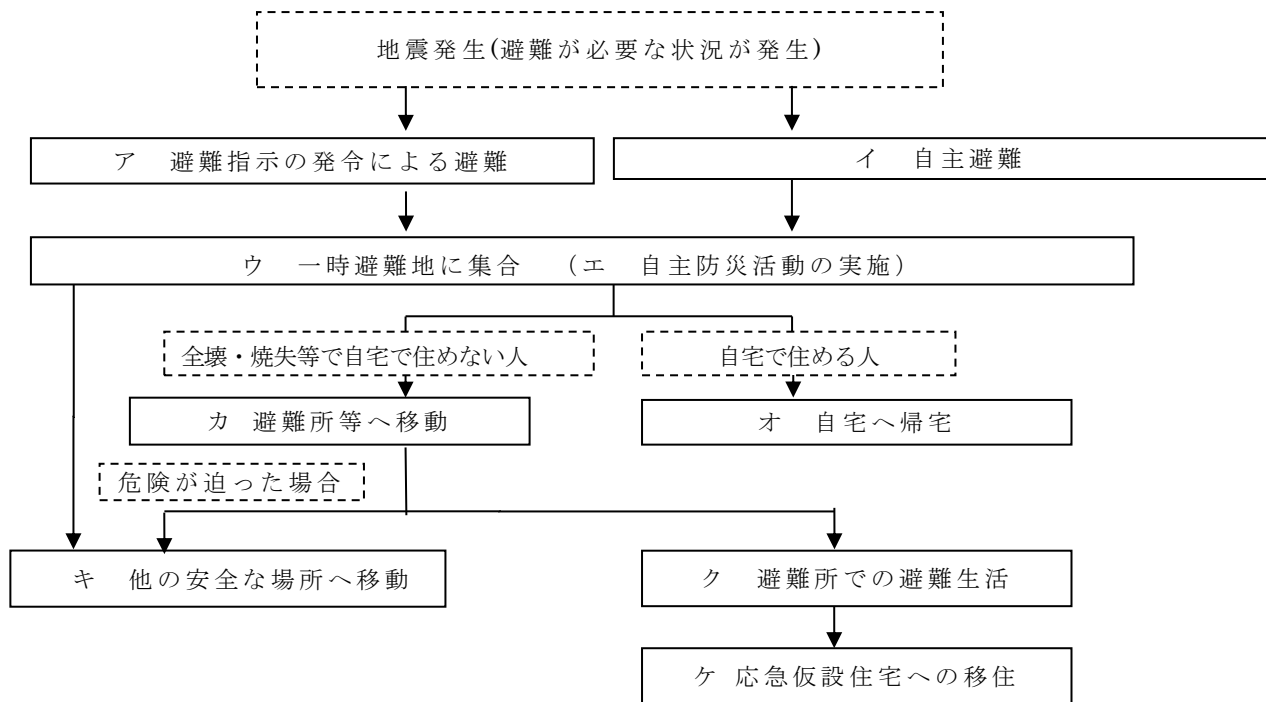 地震発生(避難が必要な状況が発生)
ア 避難指示の発令による避難
イ 自主避難
ウ 一時避難地に集合 （エ 自主防災活動の実施）
全壊・焼失等で自宅で住めない人
自宅で住める人
カ 避難所等へ移動
オ 自宅へ帰宅
危険が迫った場合
キ 他の安全な場所へ移動
ク 避難所での避難生活
ケ 応急仮設住宅への移住